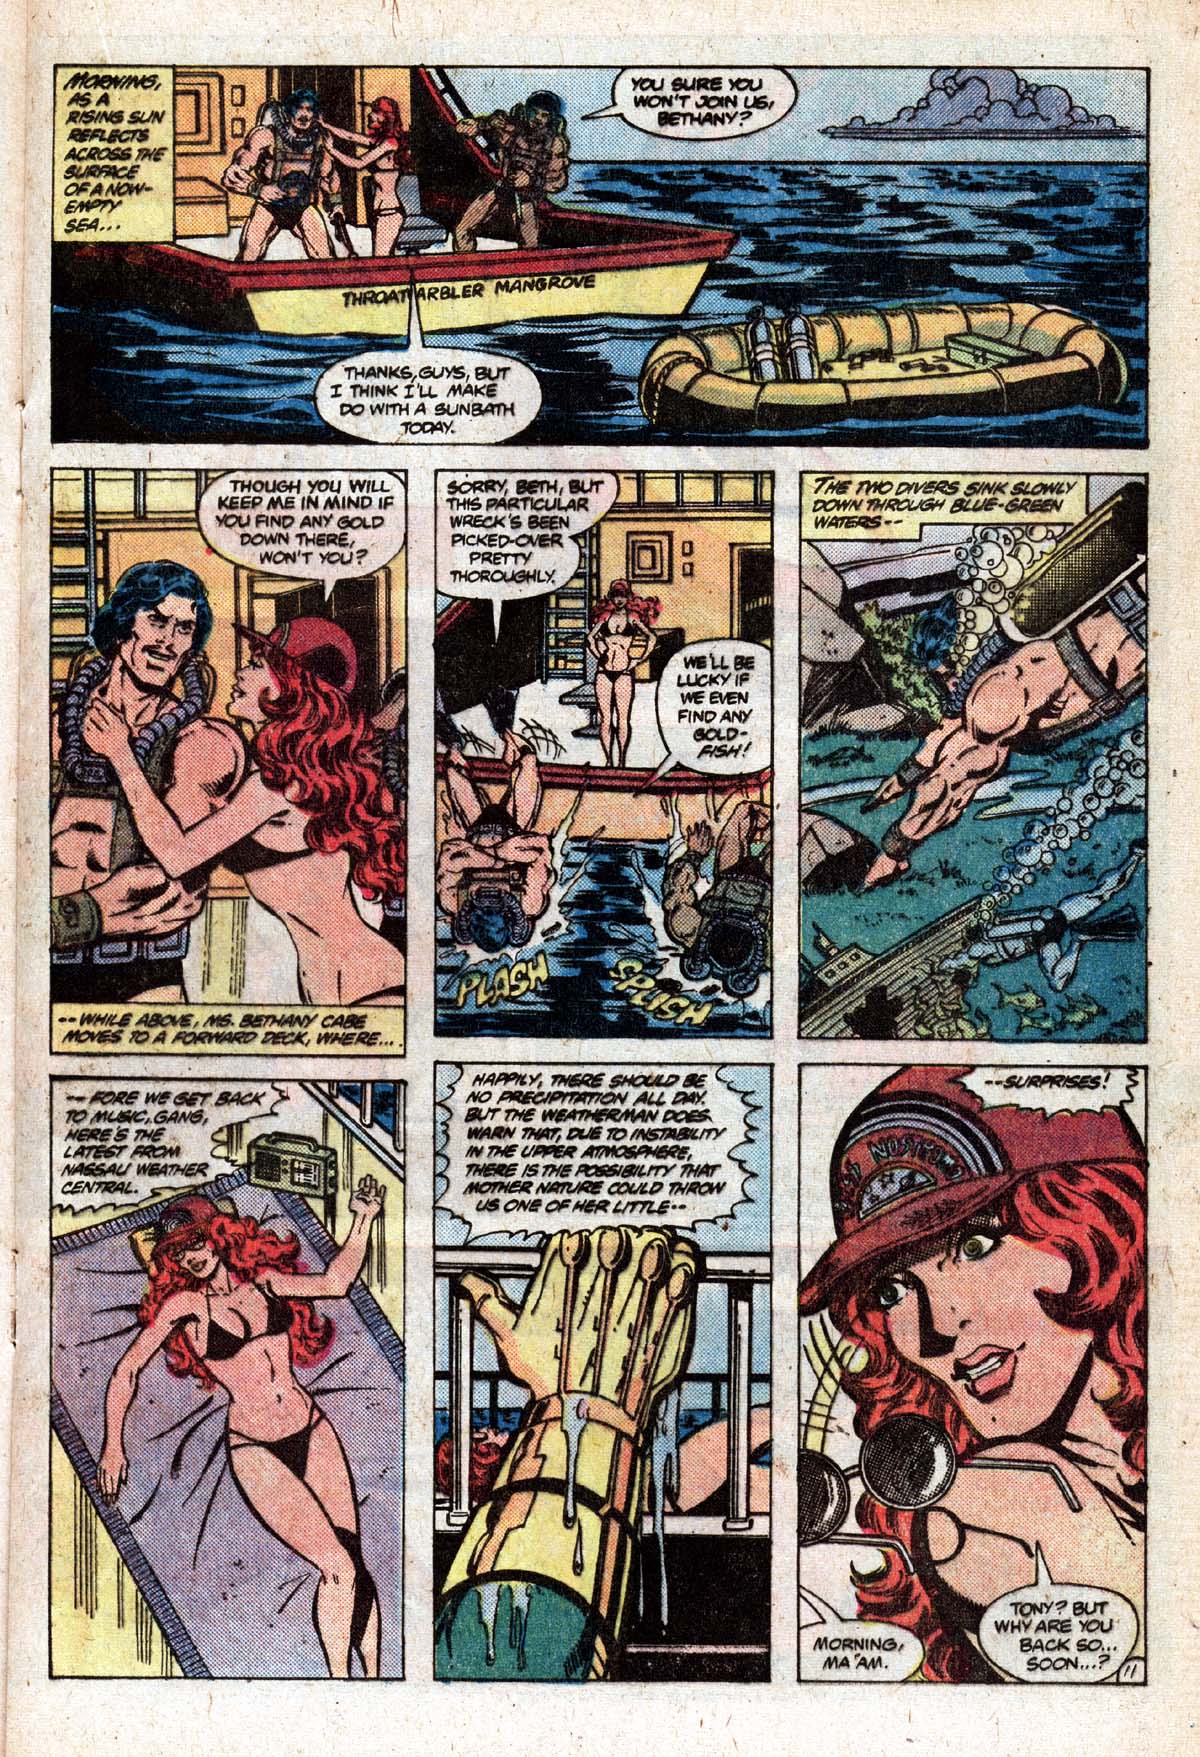 MORNING,
AS A
RISING SUN
REFLECTS
ACROSS THE
SURFACE
OF A NOW-
EMPTY
SEA...
YOU SURE YOU
WON'T JOIN US,
BETHANY?
THROATWARBLER MANGROVE
THANKS, GUYS, BUT
I THINK I'LL MAKE
DO WITH A SUNBATH
TODAY.
THOUGH YOU WILL
KEEP ME IN MIND IF
YOU FIND ANY GOLD
DOWN THERE,
WON'T YOU?
SORRY, BETH, BUT
THIS PARTICULAR
WRECK'S BEEN
PICKED-OVER
PRETTY
THOROUGHLY.
WE'LL BE
LUCKY IF
WE EVEN
FIND ANY
GOLD-
FISH!
PLASH
SPLISH
THE TWO DIVERS SINK SLOWLY
DOWN THROUGH BLUE-GREEN
WATERS--
--WHILE ABOVE, MS. BETHANY CABE
MOVES TO A FORWARD DECK, WHERE...
--FORE WE GET BACK
TO MUSIC, GANG,
HERE'S THE
LATEST FROM
NASSAU WEATHER
CENTRAL.
HAPPILY, THERE SHOULD BE
NO PRECIPITATION ALL DAY.
BUT THE WEATHERMAN DOES
WARN THAT, DUE TO INSTABILITY
IN THE UPPER ATMOSPHERE,
THERE IS THE POSSIBILITY THAT
MOTHER NATURE COULD THROW
US ONE OF HER LITTLE--
--SURPRISES!
MORNING,
MA'AM.
TONY? BUT
WHY ARE YOU
BACK SO...
SOON...?
11